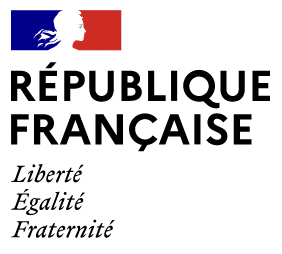 RÉPUBLIQUE
FRANÇAISE
Liberté
Égalité
Fraternité